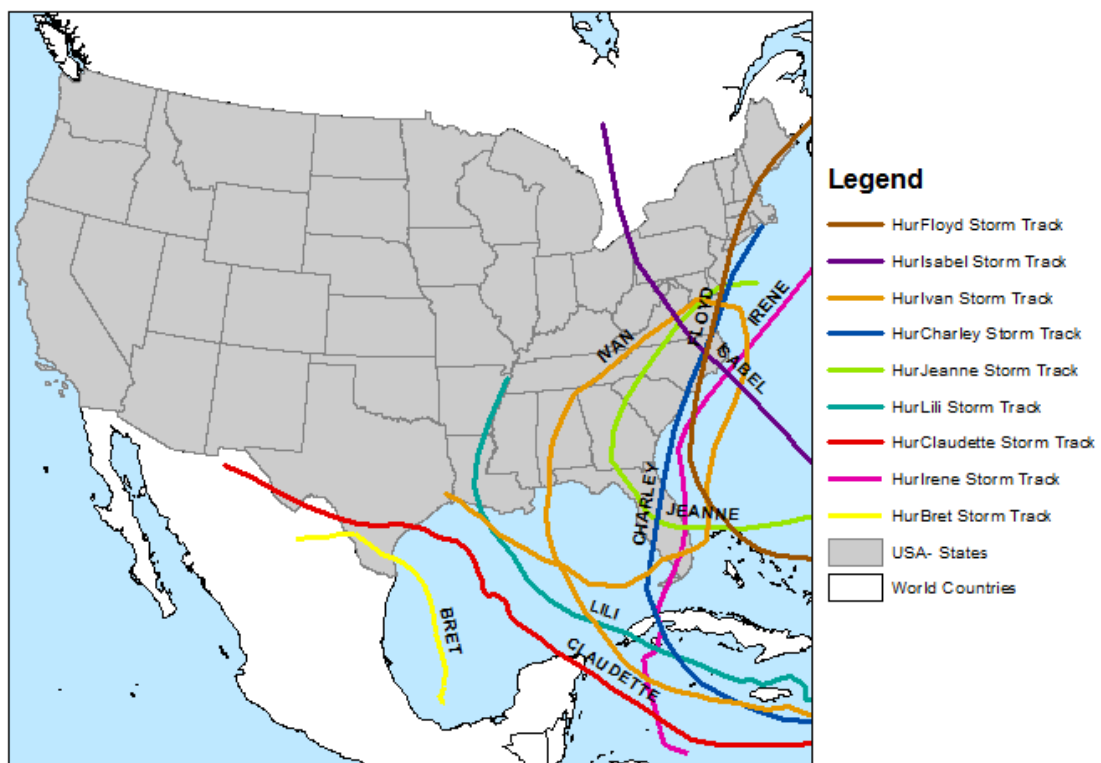 Legend
HurFloyd Storm Track
HurIsabel Storm Track
HurIvan Storm Track
HurCharley Storm Track
HurJeanne Storm Track
HurLili Storm Track
HurClaudette Storm Track
HurIrene Storm Track
HurBret Storm Track
USA- States
World Countries
FLOYD
IRENE
IVAN
ISABEL
CHARLEY
JEANNE
LILI
BRET
CLAUDETTE